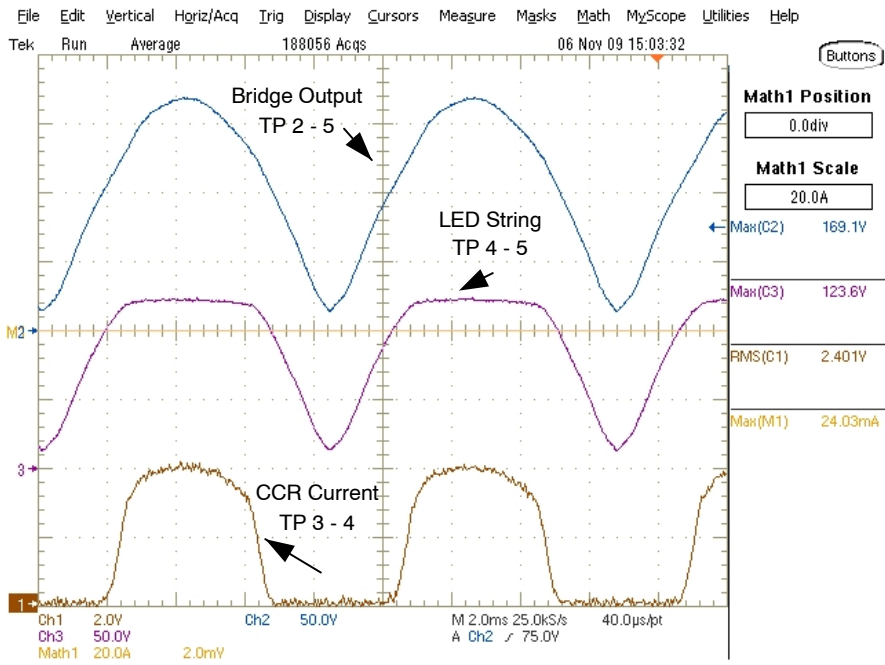 File Edit Vertical Horiz/Acq Trig Display Cursors Measure Masks Math MyScope Utilities Help
Tek Run Average 188056 Acqs 06 Nov 09 15:03:32
Buttons
Bridge Output
TP 2 - 5
LED String
TP 4 - 5
CCR Current
TP 3 - 4
M2
3
1
Math1 Position
0.0div
Math1 Scale
20.0A
Max(C2) 169.1V
Max(C3) 123.6V
RMS(C1) 2.401V
Max(M1) 24.03mA
Ch1 2.0V Ch2 50.0V M 2.0ms 25.0kS/s 40.0µs/pt
Ch3 50.0V A Ch2 / 75.0V
Math1 20.0A 2.0mV